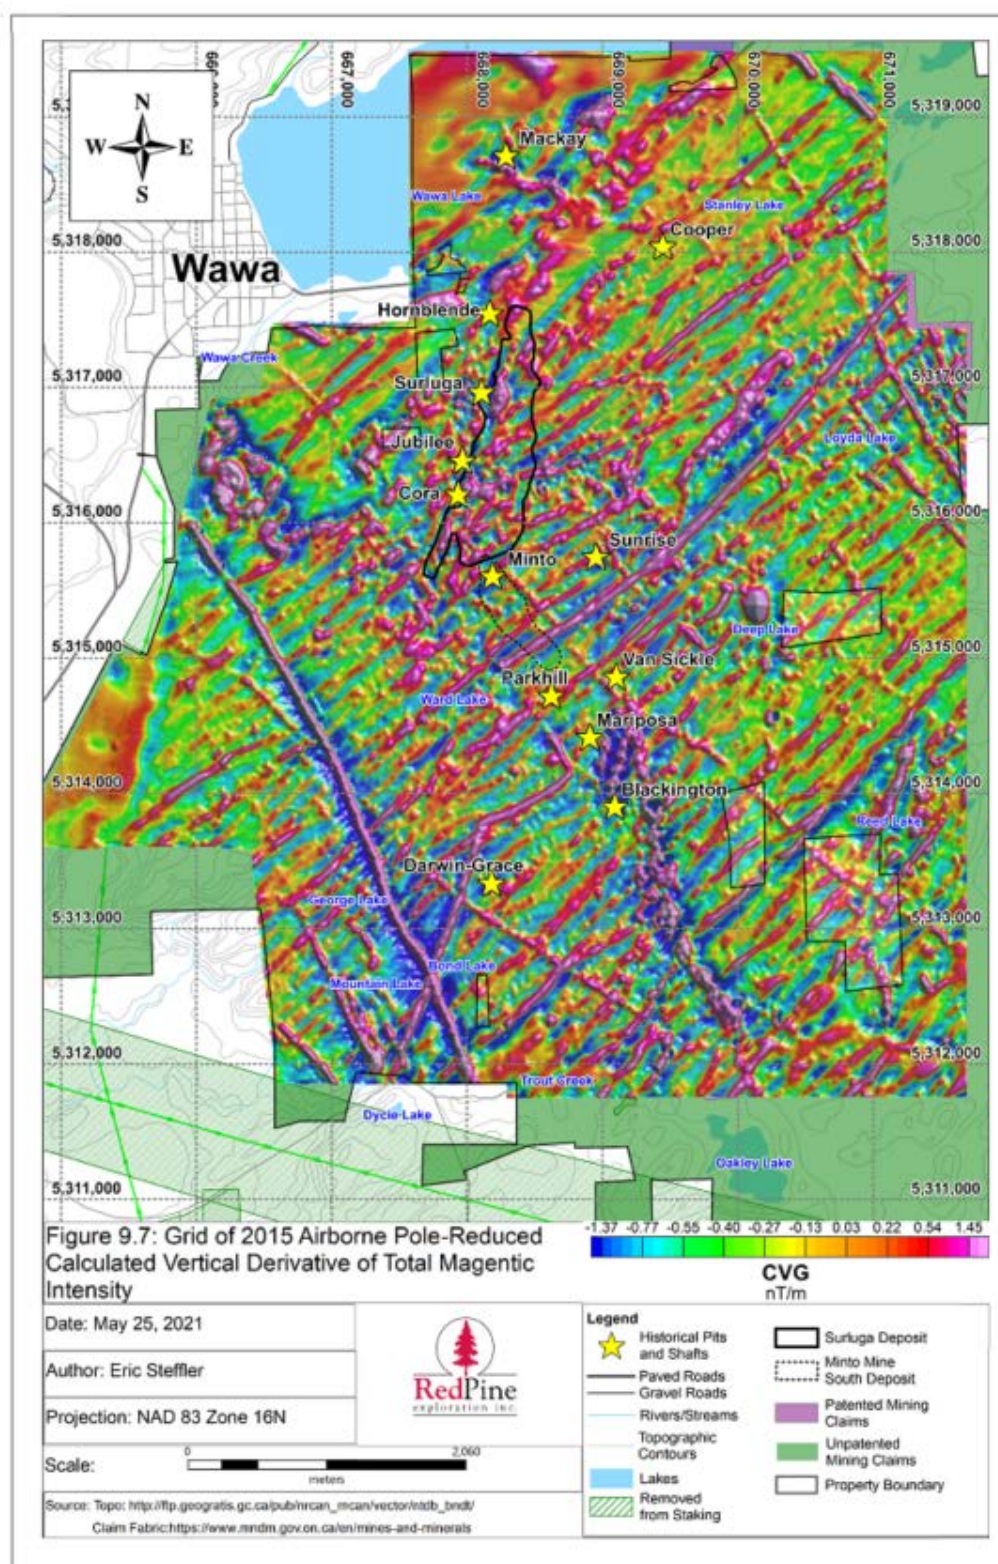 N
W E
S
667,000
668,000
669,000
670,000
671,000
5,319,000
Mackay
Wawa Lake
Stanley Lake
Cooper
5,318,000
5,318,000
Wawa
Hornblende
Wawa Creek
5,317,000
5,317,000
Surluga
Loyda Lake
Jubilee
Cora
5,316,000
5,316,000
Sunrise
Minto
Deep Lake
5,315,000
5,315,000
Van Sickle
Parkhill
Ward Lake
Mariposa
5,314,000
5,314,000
Blackington
Reed Lake
Darwin-Grace
George Lake
5,313,000
5,313,000
Bond Lake
Mountain Lake
5,312,000
5,312,000
Trout Creek
Dycie Lake
Oakley Lake
5,311,000
5,311,000
Figure 9.7: Grid of 2015 Airborne Pole-Reduced
Calculated Vertical Derivative of Total Magentic
Intensity
-1.37 -0.77 -0.55 -0.40 -0.27 -0.13 0.03 0.22 0.54 1.45
CVG
nT/m
Date: May 25, 2021
Author: Eric Steffler
Projection: NAD 83 Zone 16N
RedPine
exploration inc.
Scale:
0 2,060
meters
Source: Topo: http://ftp.geogratis.gc.ca/pub/nrcan_rncan/vector/ntdb_bndt/
Claim Fabric:https://www.mndm.gov.on.ca/en/mines-and-minerals
Legend
Historical Pits
and Shafts
Paved Roads
Gravel Roads
Rivers/Streams
Topographic
Contours
Lakes
Removed
from Staking
Surluga Deposit
Minto Mine
South Deposit
Patented Mining
Claims
Unpatented
Mining Claims
Property Boundary